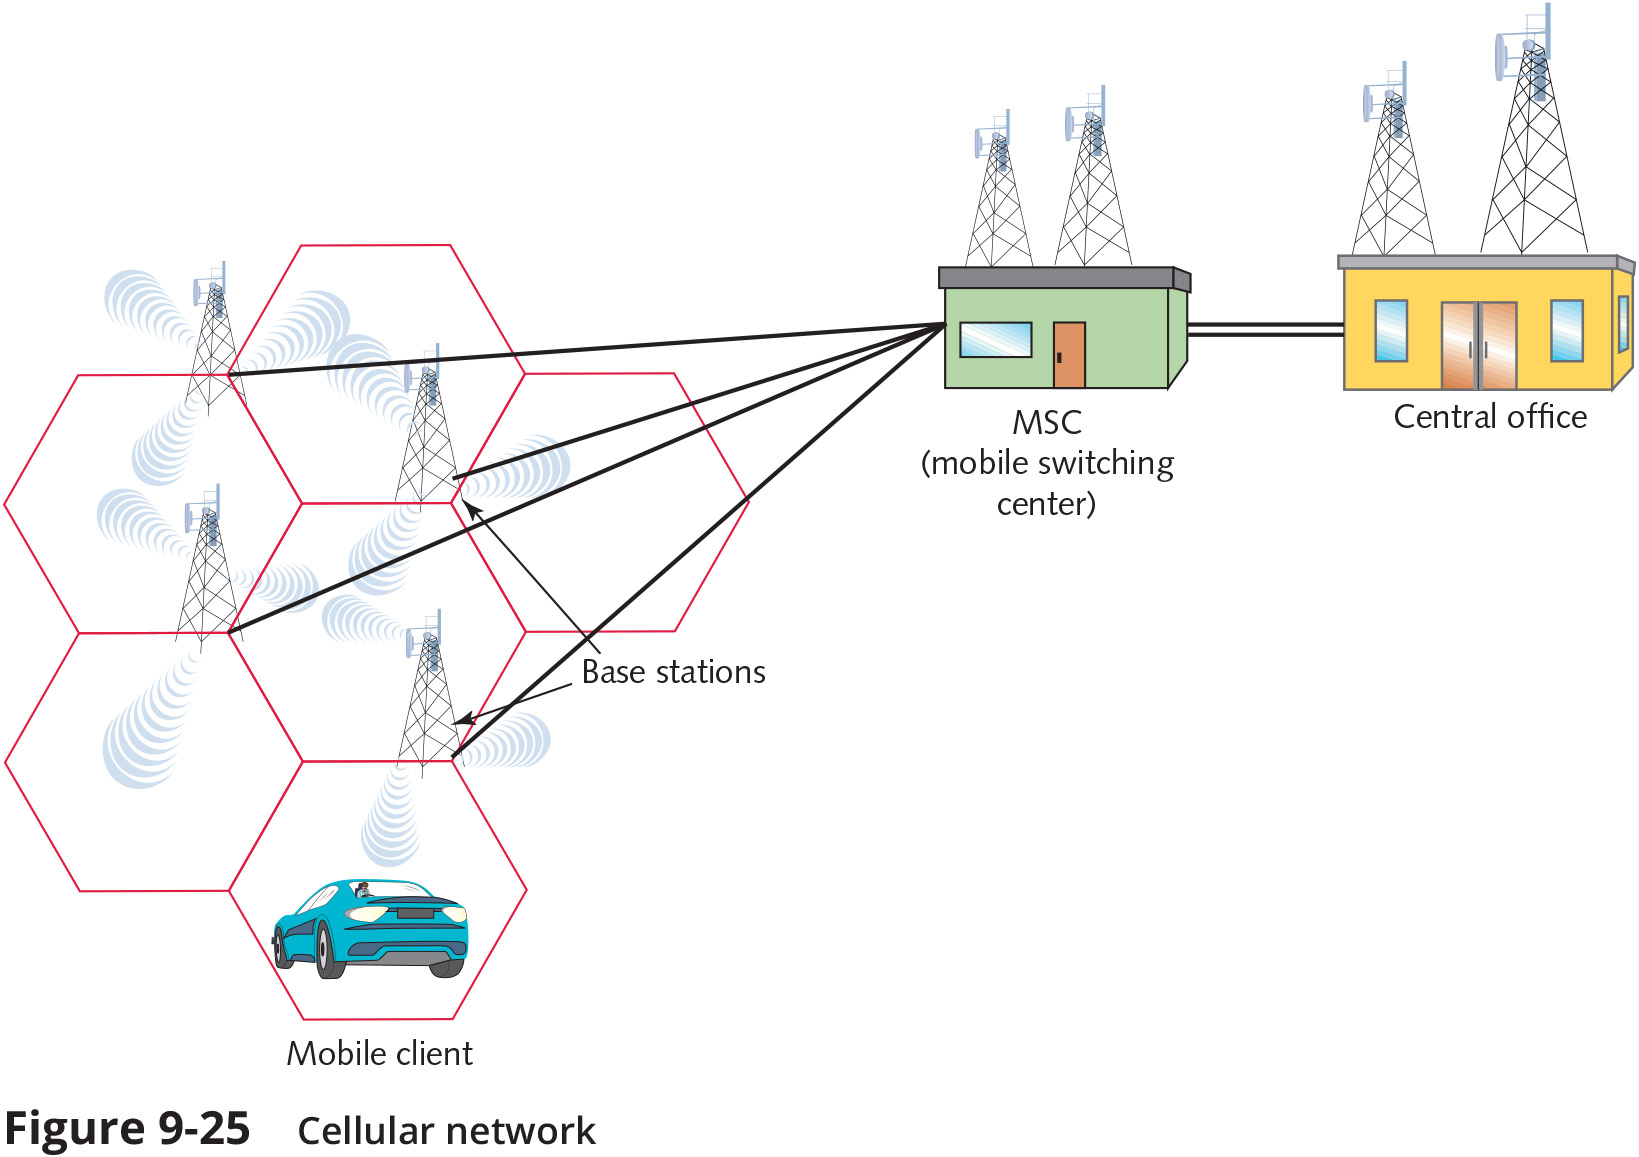 MSC
(mobile switching
center)
Central office
Base stations
Mobile client
Figure 9-25 Cellular network